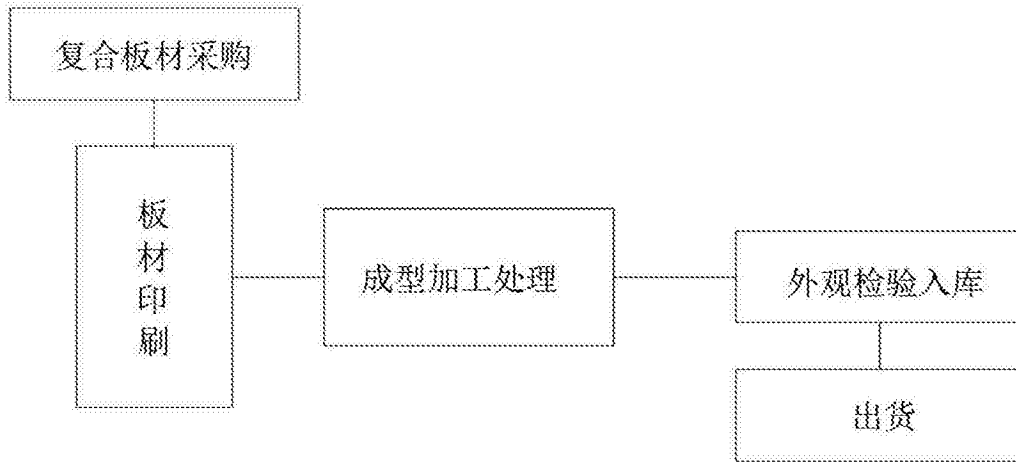 复合板材采购
板材印刷
成型加工处理
外观检验入库
出货